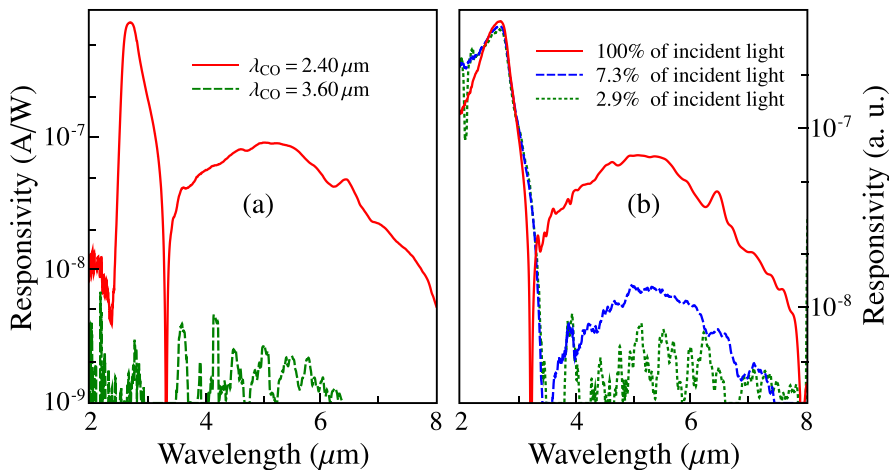 λCO = 2.40 μm
λCO = 3.60 μm
100% of incident light
7.3% of incident light
2.9% of incident light
Responsivity (A/W)
10-7
10-8
10-9
(a)
(b)
10-7
10-8
Responsivity (a. u.)
2 4 6 8
2 4 6 8
Wavelength (μm)
Wavelength (μm)